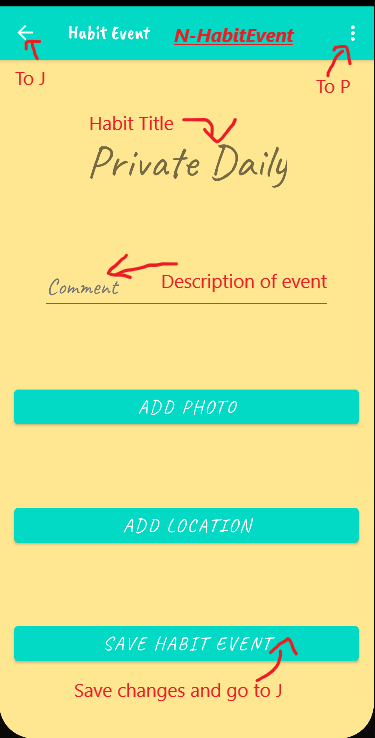 Habit Event N-HabitEvent
To J
To P
Habit Title
Private Daily
Comment
Description of event
ADD PHOTO
ADD LOCATION
SAVE HABIT EVENT
Save changes and go to J